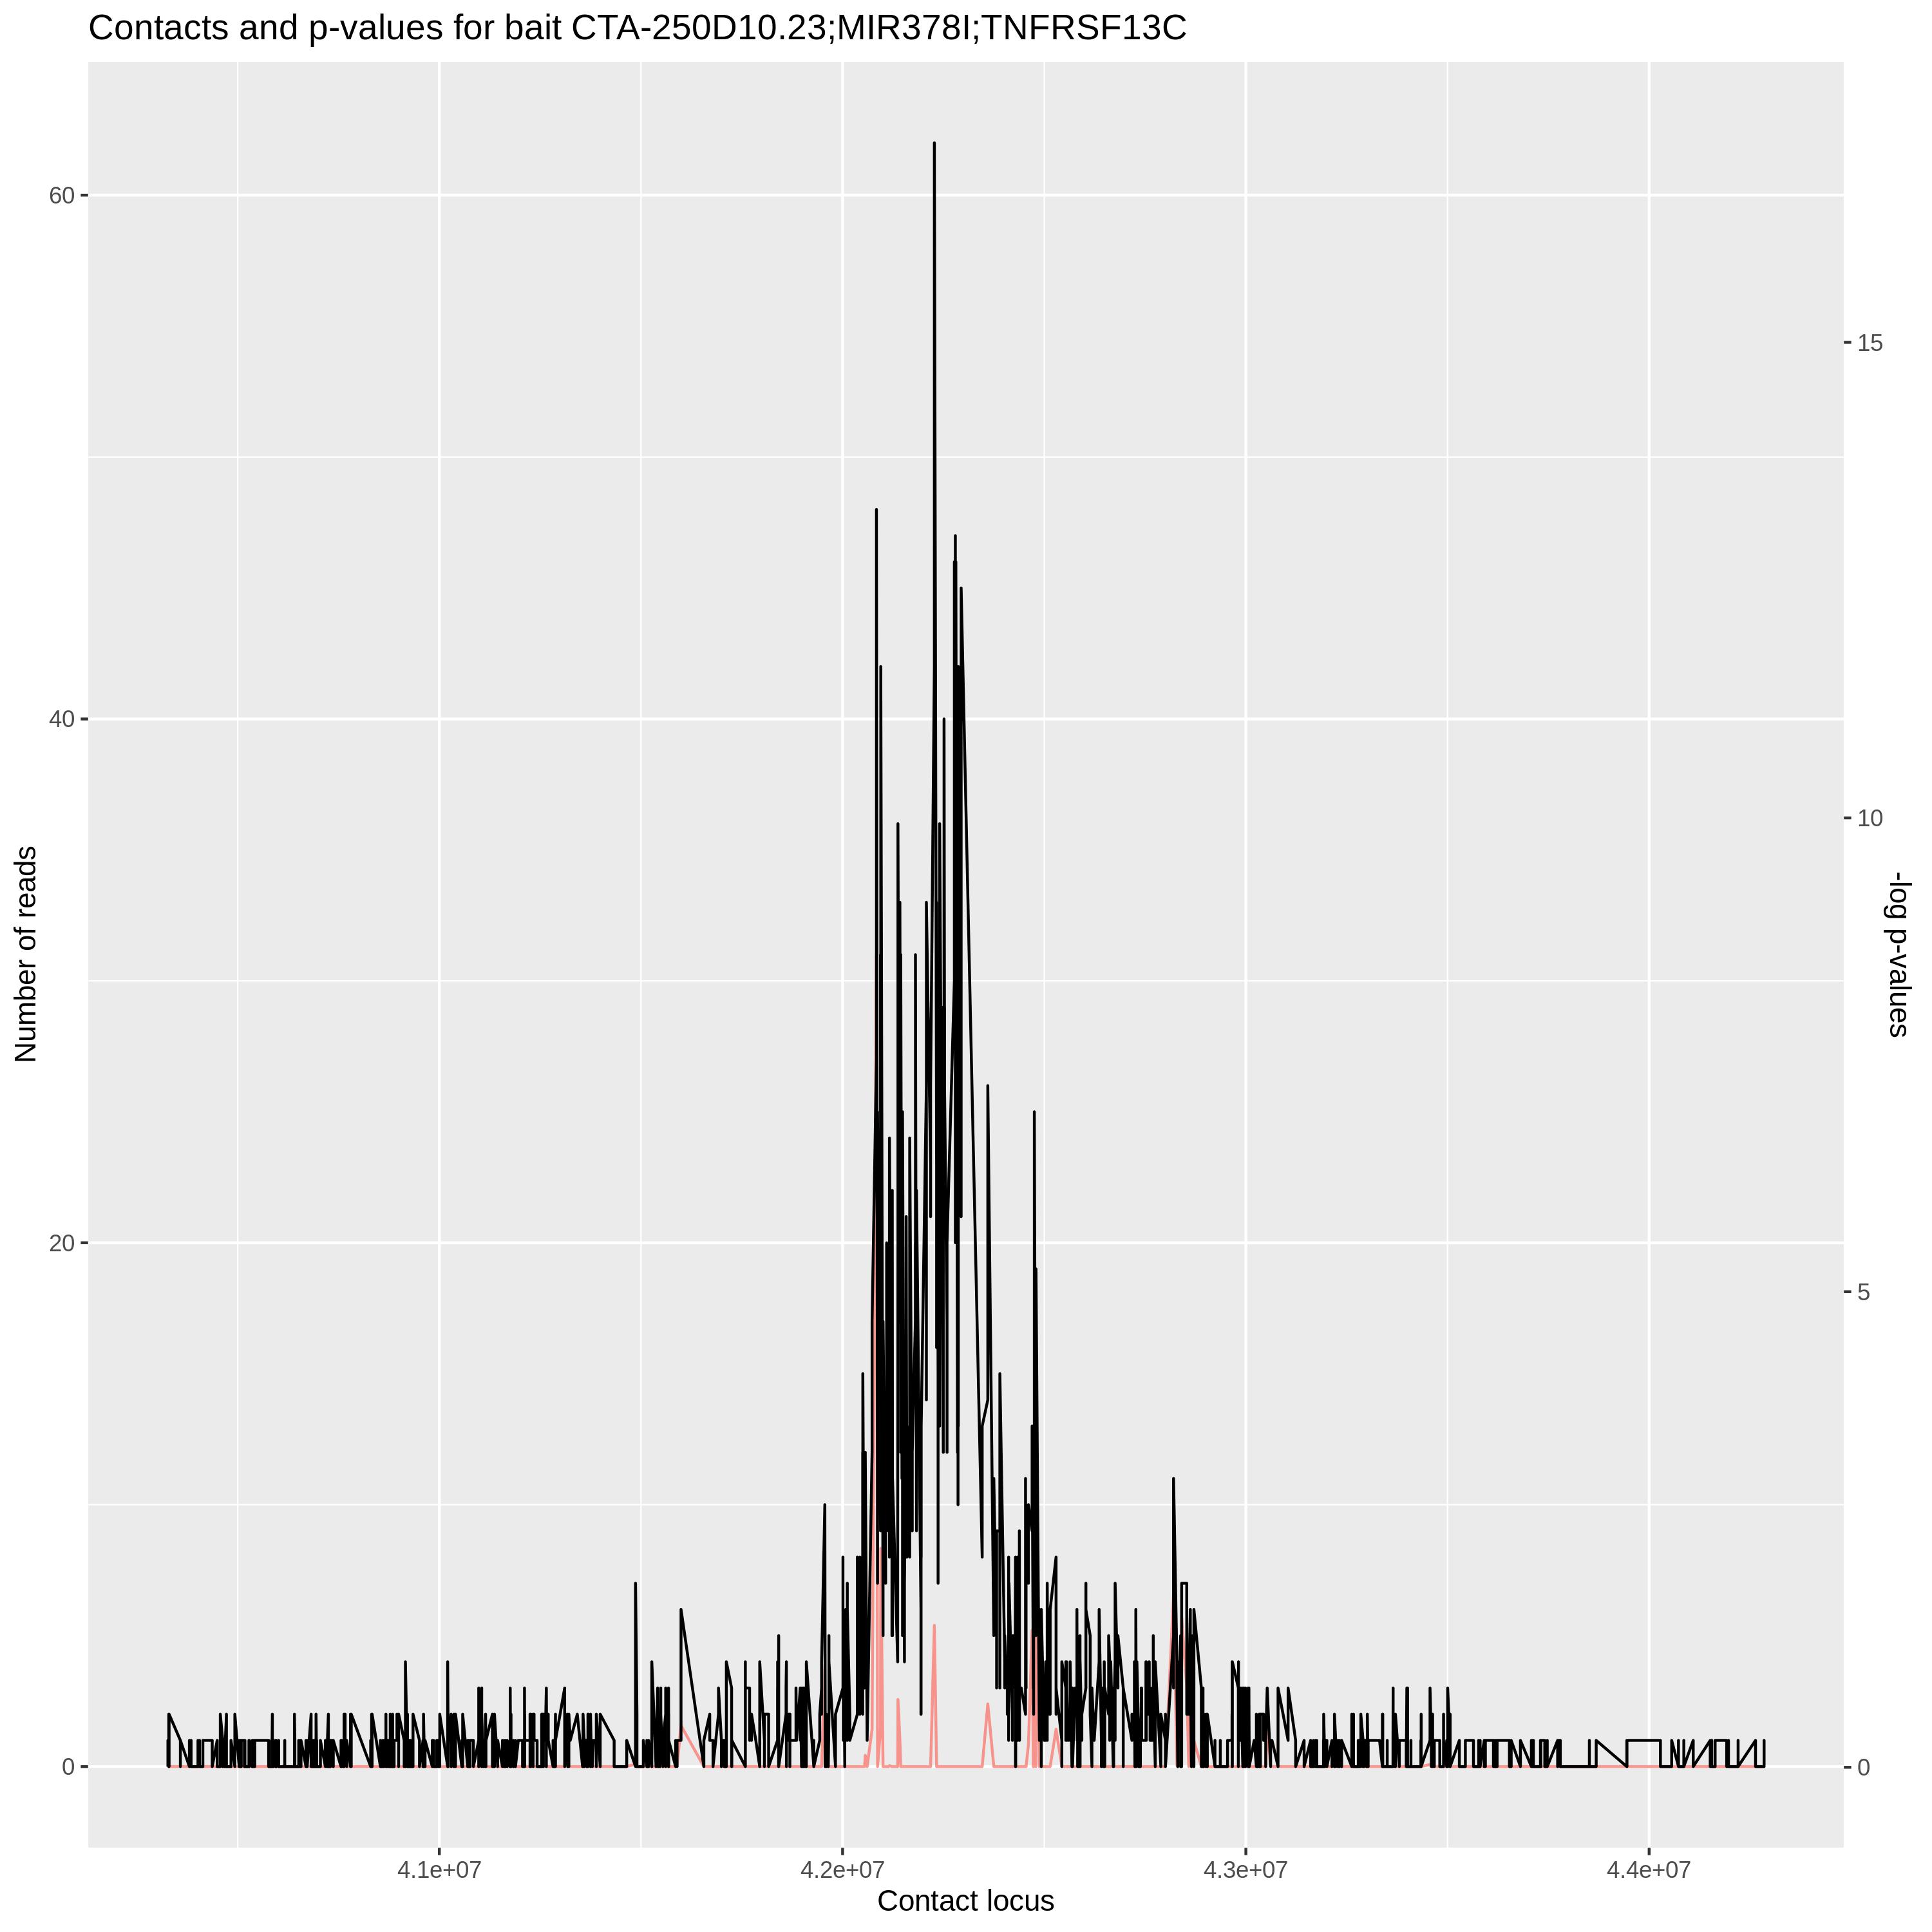 Contacts and p-values for bait CTA-250D10.23;MIR378I;TNFRSF13C
60
40
20
0
Number of reads
15
10
5
0
-log p-values
4.1e+07
4.2e+07
4.3e+07
4.4e+07
Contact locus